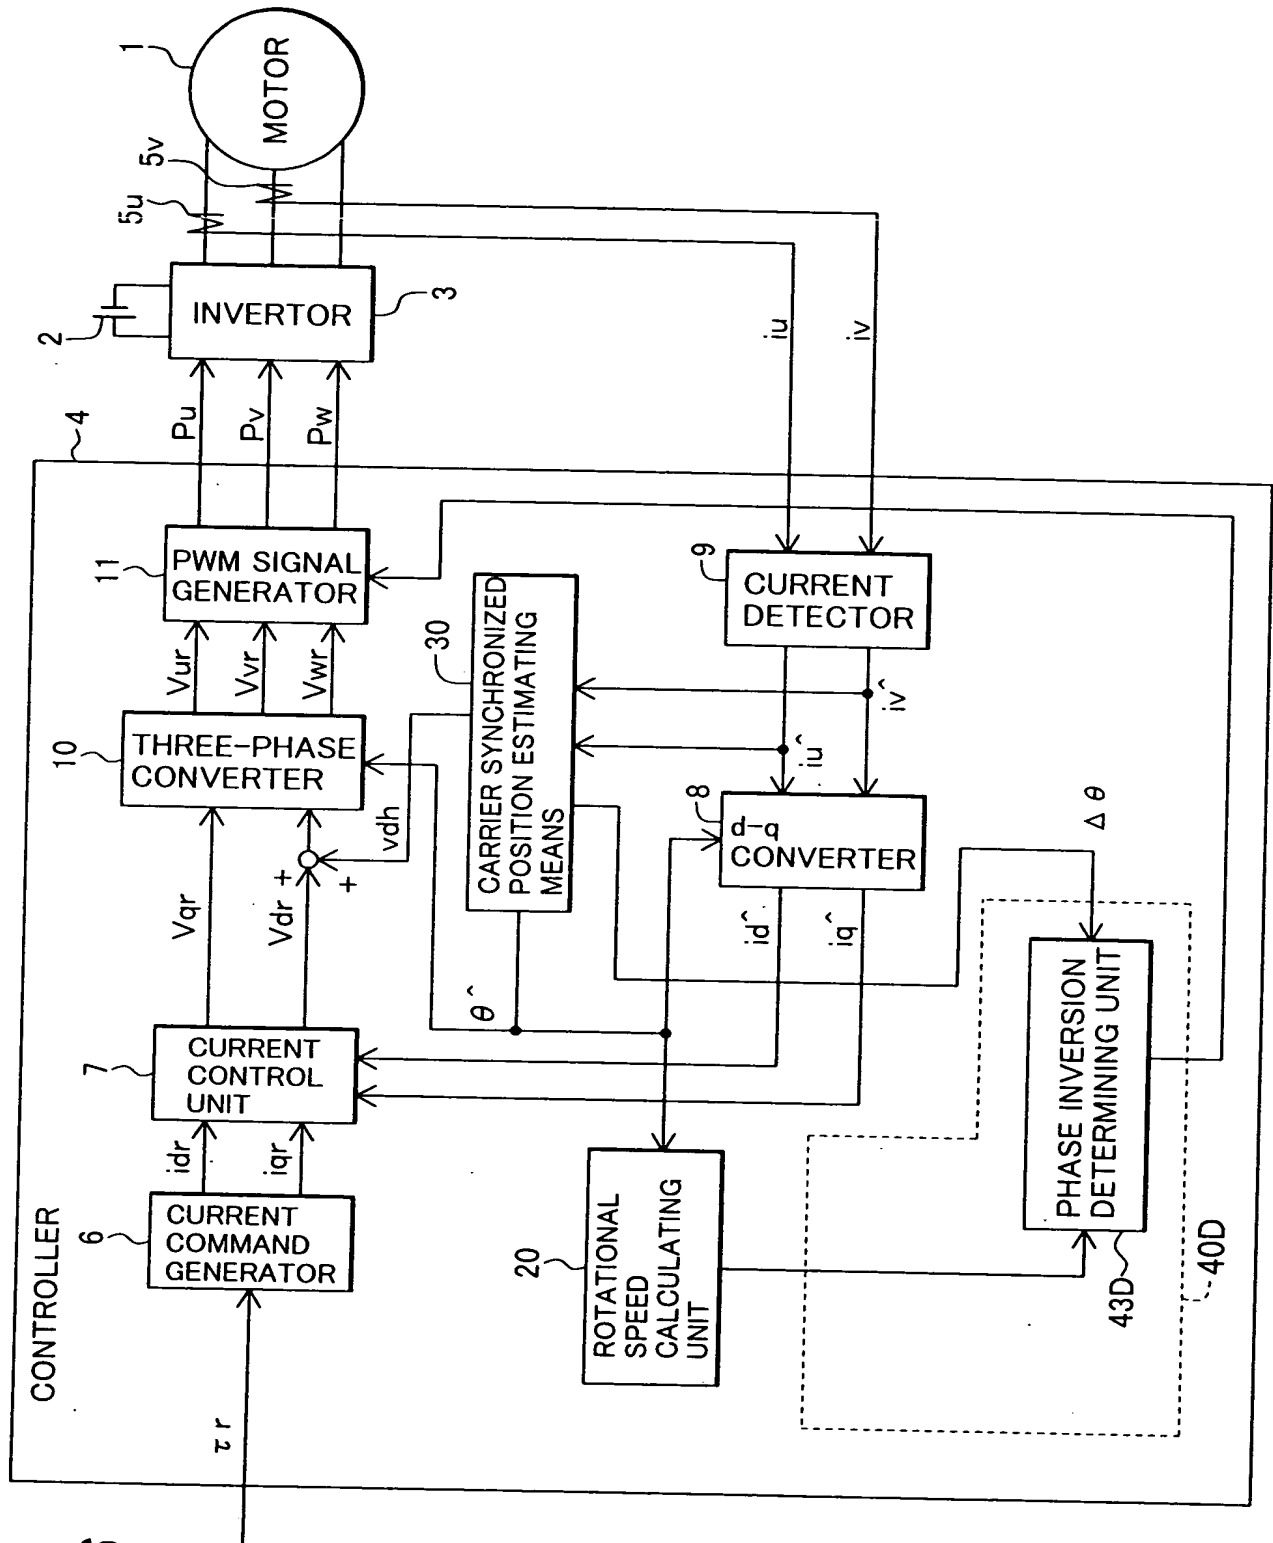 CONTROLLER
4
τr
6
CURRENT
COMMAND
GENERATOR
idr
iqr
7
CURRENT
CONTROL
UNIT
Vqr
Vdr
+
+
vdh
10
THREE-PHASE
CONVERTER
Vur
Vvr
Vwr
11
PWM SIGNAL
GENERATOR
Pu
Pv
Pw
2
INVERTOR
3
5u
5v
1
MOTOR
θ^
30
CARRIER SYNCHRONIZED
POSITION ESTIMATING
MEANS
iu
iv
9
CURRENT
DETECTOR
iu^
iv^
8
d-q
CONVERTER
id^
iq^
20
ROTATIONAL
SPEED
CALCULATING
UNIT
Δθ
PHASE INVERSION
DETERMINING UNIT
43D
40D